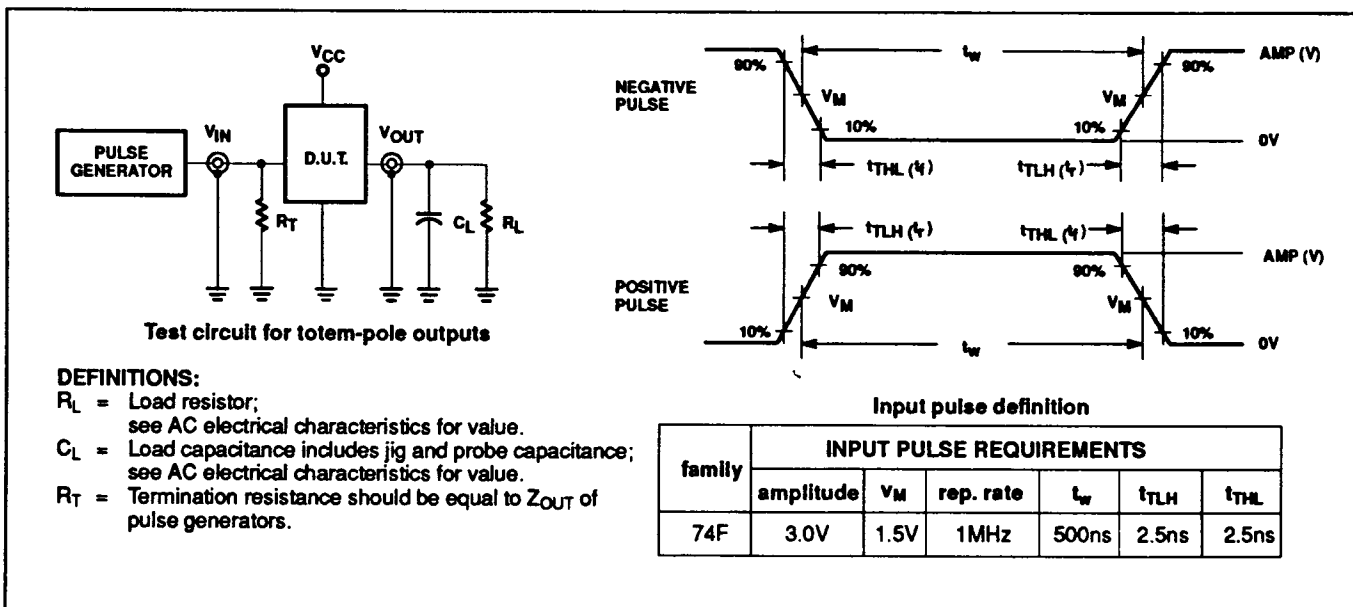 VCC
VIN
VOUT
PULSE
GENERATOR
D.U.T.
RT
CL
RL
Test circuit for totem-pole outputs
DEFINITIONS:
RL = Load resistor;
see AC electrical characteristics for value.
CL = Load capacitance includes jig and probe capacitance;
see AC electrical characteristics for value.
RT = Termination resistance should be equal to ZOUT of
pulse generators.
NEGATIVE
PULSE
90%
tw
90%
AMP (V)
VM
VM
10%
10%
0V
tTHL (tf)
tTLH (tr)
tTLH (tr)
tTHL (tf)
POSITIVE
PULSE
90%
90%
AMP (V)
VM
VM
10%
10%
tw
0V
Input pulse definition
family INPUT PULSE REQUIREMENTS
amplitude VM rep. rate tw tTLH tTHL
74F 3.0V 1.5V 1MHz 500ns 2.5ns 2.5ns